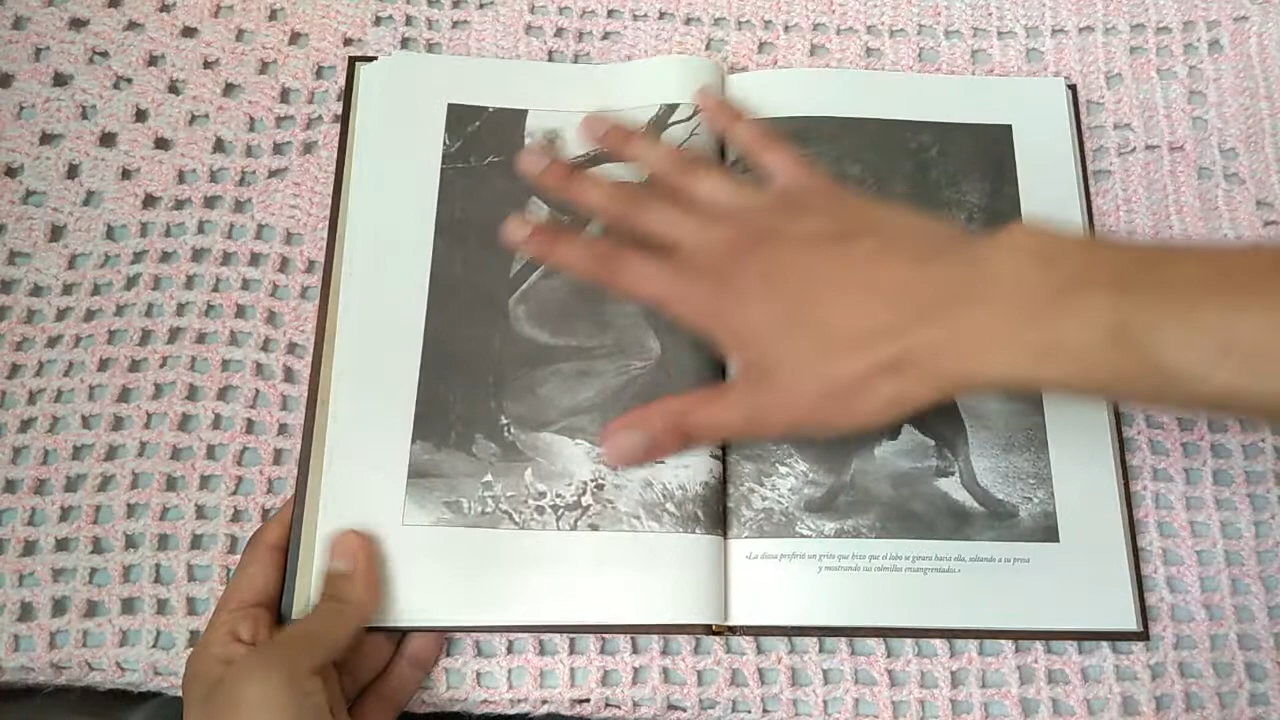 «La diosa profirió un grito que hizo que el lobo se girara hacia ella, soltando a su presa
y mostrando sus colmillos ensangrentados.»